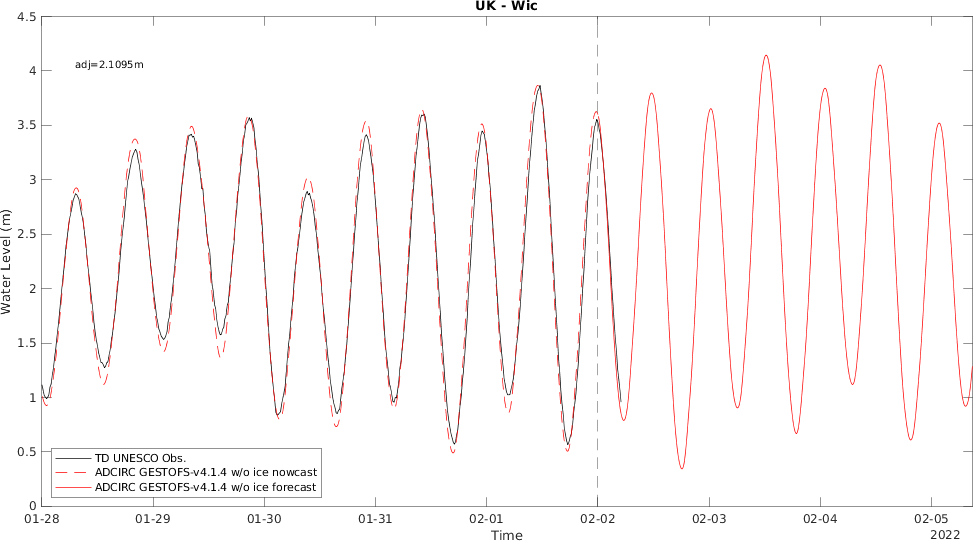 UK - Wic
4.5
4
3.5
3
2.5
2
1.5
1
0.5
0
Water Level (m)
adj=2.1095m
TD UNESCO Obs.
ADCIRC GESTOFS-v4.1.4 w/o ice nowcast
ADCIRC GESTOFS-v4.1.4 w/o ice forecast
01-28 01-29 01-30 01-31 02-01 02-02 02-03 02-04 02-05
Time
2022